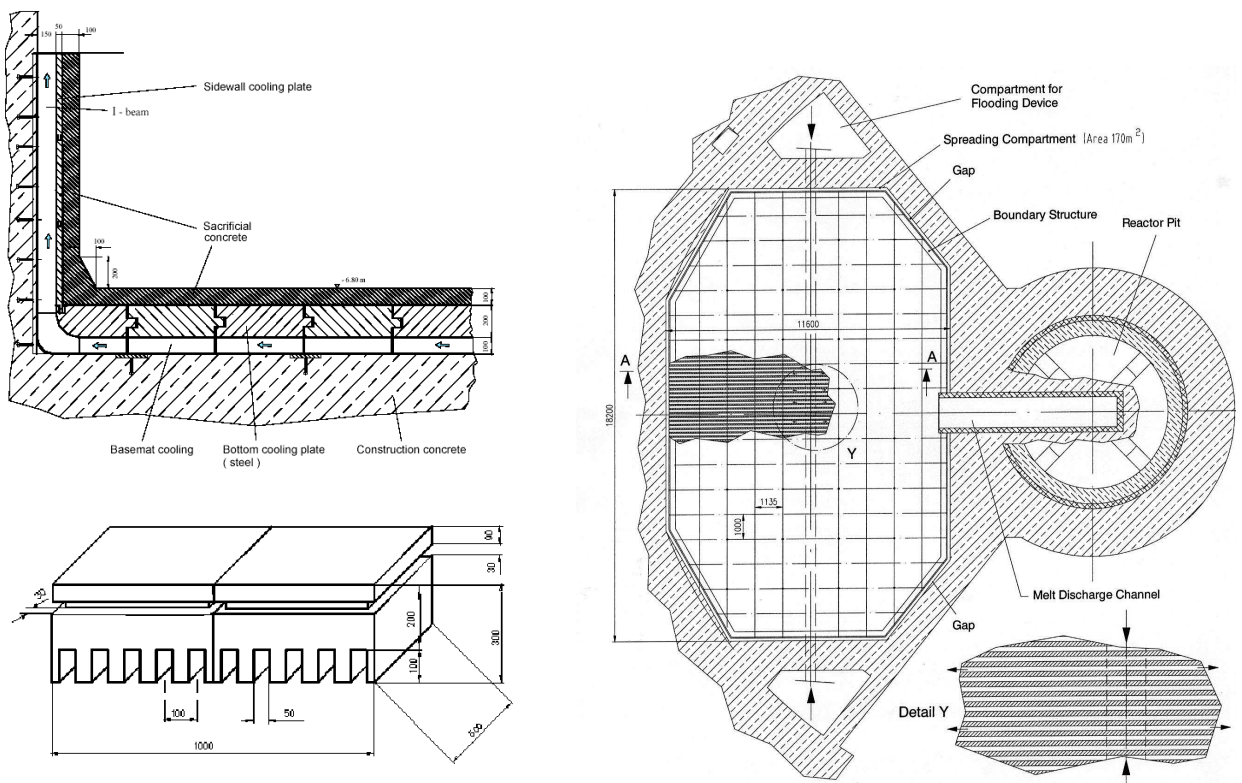 50
150
100
Sidewall cooling plate
I - beam
Sacrificial
concrete
100
200
- 6.80 m
100
200
100
Basemat cooling
Bottom cooling plate
( steel )
Construction concrete
90
30
30
200
300
100
100
50
500
1000
Compartment for
Flooding Device
Spreading Compartment (Area 170m²)
Gap
Boundary Structure
Reactor Pit
11600
A
A
18200
Y
1135
1000
Melt Discharge Channel
Gap
Detail Y